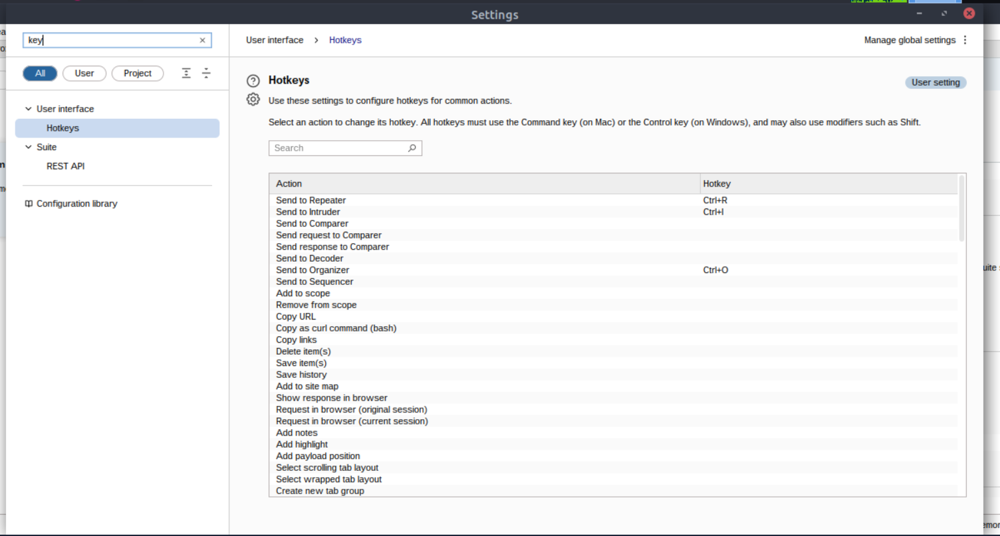 Settings
key
User interface > Hotkeys
Manage global settings
All User Project
User interface
Hotkeys
Suite
REST API
Configuration library
Hotkeys
User setting
Use these settings to configure hotkeys for common actions.
Select an action to change its hotkey. All hotkeys must use the Command key (on Mac) or the Control key (on Windows), and may also use modifiers such as Shift.
Search
Action Hotkey
Send to Repeater Ctrl+R
Send to Intruder Ctrl+I
Send to Comparer
Send request to Comparer
Send response to Comparer
Send to Decoder
Send to Organizer Ctrl+O
Send to Sequencer
Add to scope
Remove from scope
Copy URL
Copy as curl command (bash)
Copy links
Delete item(s)
Save item(s)
Save history
Add to site map
Show response in browser
Request in browser (original session)
Request in browser (current session)
Add notes
Add highlight
Add payload position
Select scrolling tab layout
Select wrapped tab layout
Create new tab group